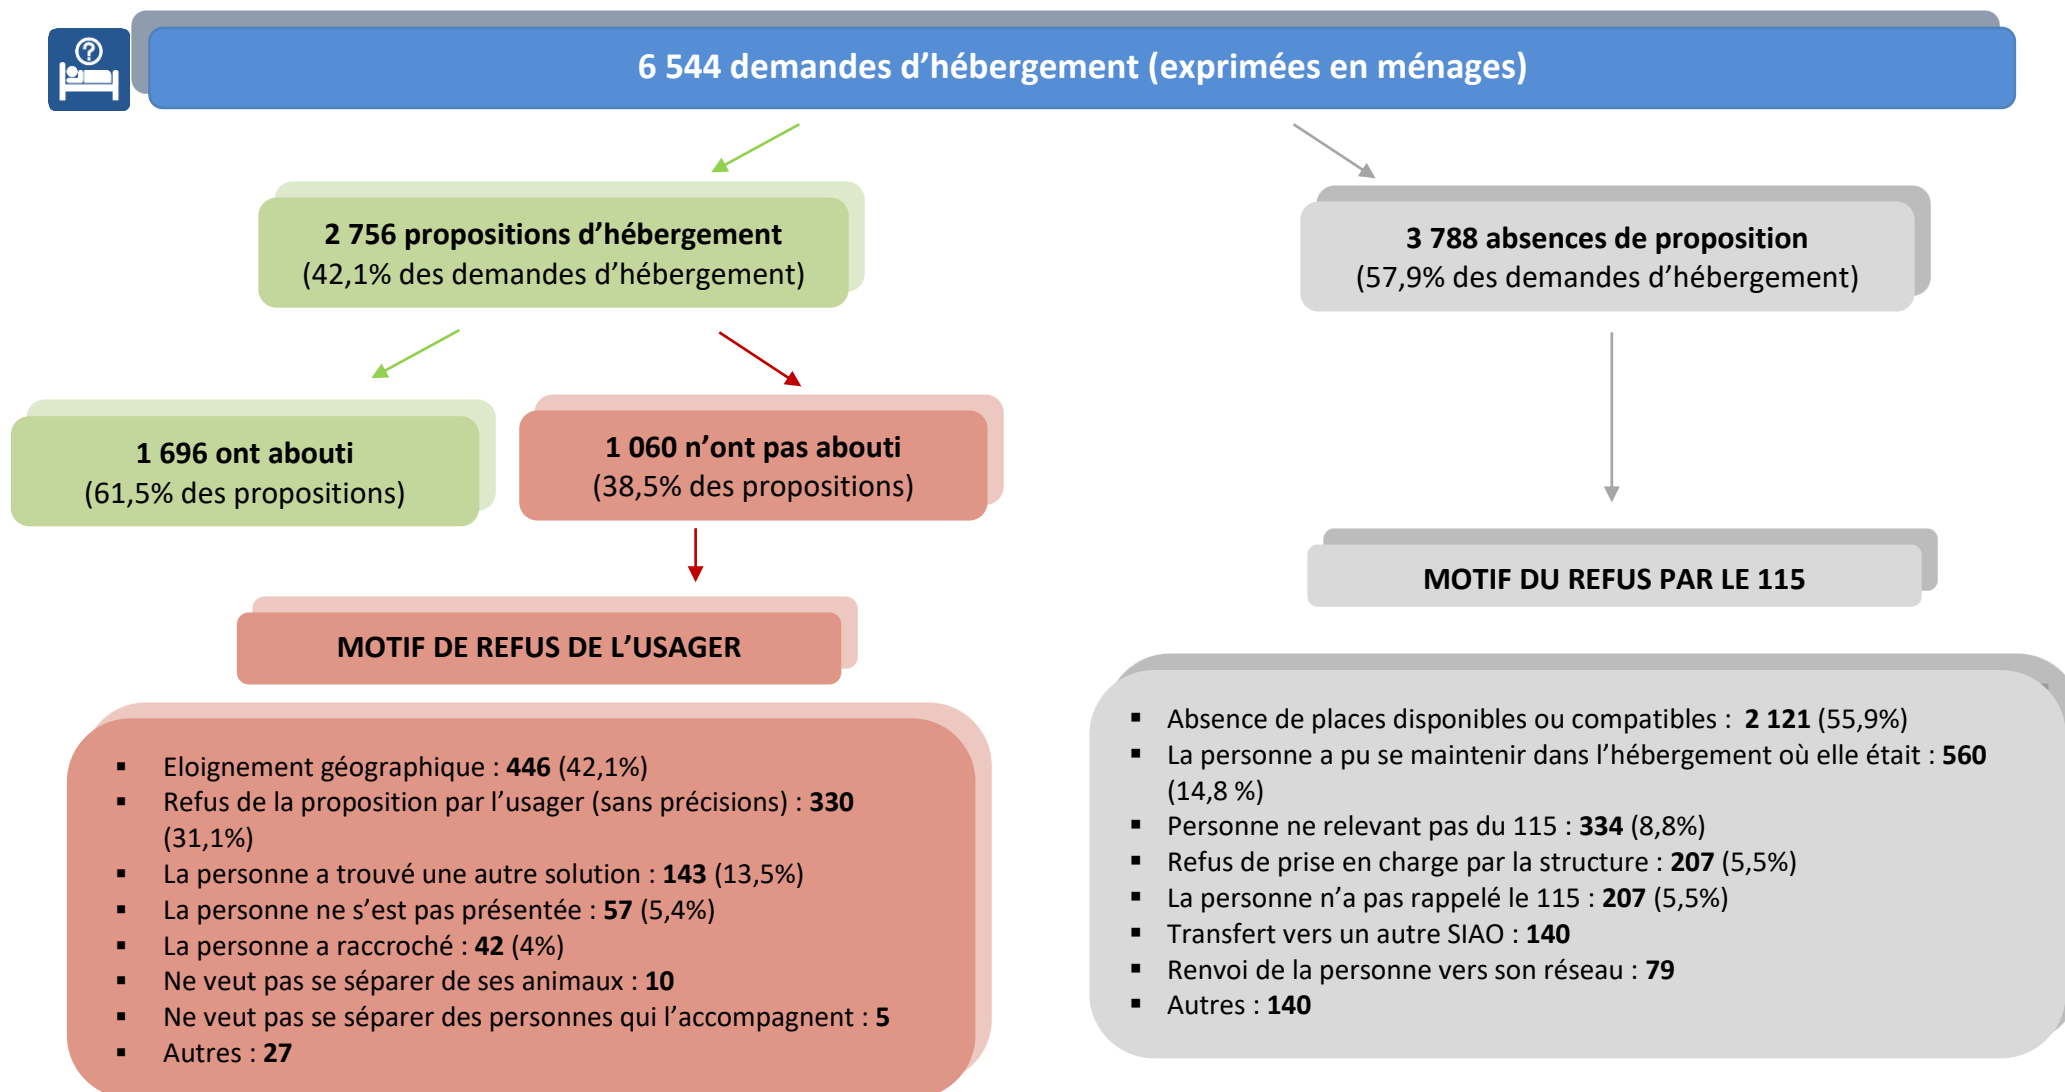 6 544 demandes d’hébergement (exprimées en ménages)
2 756 propositions d’hébergement
(42,1% des demandes d’hébergement)
3 788 absences de proposition
(57,9% des demandes d’hébergement)
1 696 ont abouti
(61,5% des propositions)
1 060 n’ont pas abouti
(38,5% des propositions)
MOTIF DE REFUS DE L’USAGER
▪ Eloignement géographique : 446 (42,1%)
▪ Refus de la proposition par l’usager (sans précisions) : 330
(31,1%)
▪ La personne a trouvé une autre solution : 143 (13,5%)
▪ La personne ne s’est pas présentée : 57 (5,4%)
▪ La personne a raccroché : 42 (4%)
▪ Ne veut pas se séparer de ses animaux : 10
▪ Ne veut pas se séparer des personnes qui l’accompagnent : 5
▪ Autres : 27
MOTIF DU REFUS PAR LE 115
▪ Absence de places disponibles ou compatibles : 2 121 (55,9%)
▪ La personne a pu se maintenir dans l’hébergement où elle était : 560
(14,8 %)
▪ Personne ne relevant pas du 115 : 334 (8,8%)
▪ Refus de prise en charge par la structure : 207 (5,5%)
▪ La personne n’a pas rappelé le 115 : 207 (5,5%)
▪ Transfert vers un autre SIAO : 140
▪ Renvoi de la personne vers son réseau : 79
▪ Autres : 140